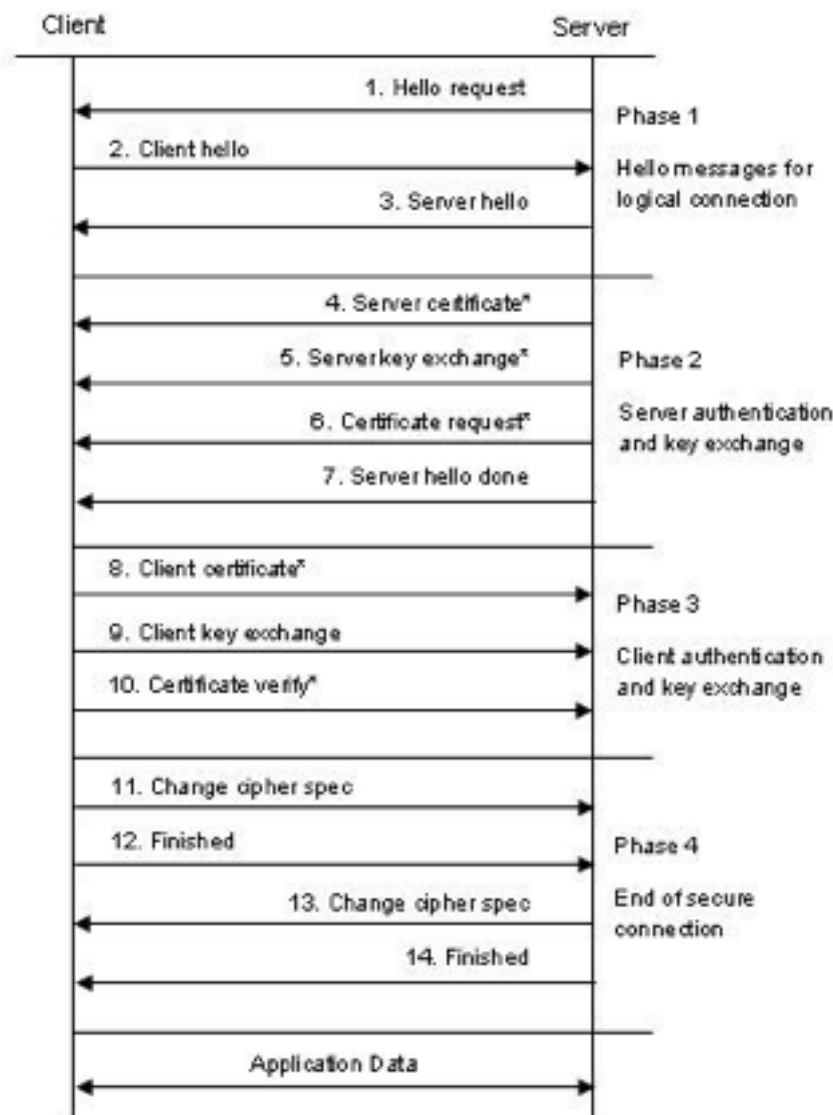 Client
Server
1. Hello request
Phase 1
2. Client hello
Hello messages for
logical connection
3. Server hello
4. Server certificate*
5. Server key exchange*
Phase 2
6. Certificate request*
Server authentication
and key exchange
7. Server hello done
8. Client certificate*
Phase 3
9. Client key exchange
Client authentication
and key exchange
10. Certificate verify*
11. Change cipher spec
12. Finished
Phase 4
13. Change cipher spec
End of secure
connection
14. Finished
Application Data